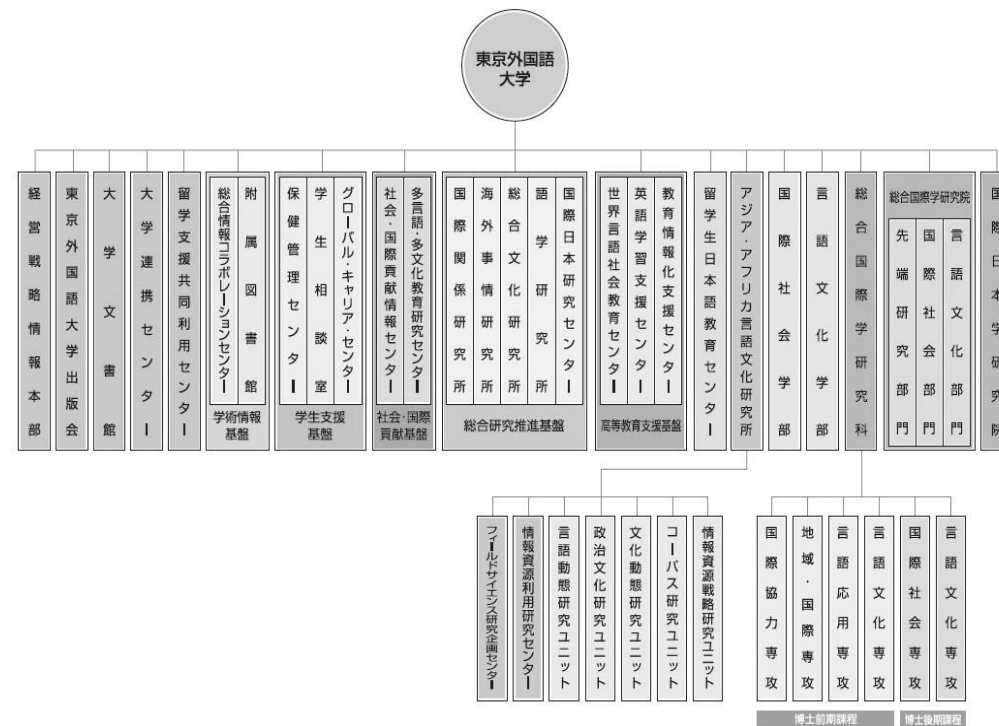 東京外国語
大学
経営戦略情報本部
東京外国語大学出版会
大学文書館
大学連携センター
留学支援共同利用センター
総合情報コラボレーションセンター
附属図書館
学術情報
基盤
保健管理センター
学生相談室
グローバル・キャリア・センター
学生支援
基盤
社会・国際貢献情報センター
多言語・多文化教育研究センター
社会・国際
貢献基盤
国際関係研究所
海外事情研究所
総合文化研究所
語学研究所
国際日本研究センター
総合研究推進基盤
世界言語社会教育センター
英語学習支援センター
教育情報化支援センター
高等教育支援基盤
留学生日本語教育センター
アジア・アフリカ言語文化研究所
国際社会学部
言語文化学部
総合国際学研究科
総合国際学研究院
先端研究部門
国際社会部門
言語文化部門
国際日本学研究院
フィールドサイエンス研究企画センター
情報資源利用研究センター
言語動態研究ユニット
政治文化研究ユニット
文化動態研究ユニット
コーパス研究ユニット
情報資源戦略研究ユニット
国際協力専攻
地域・国際専攻
言語応用専攻
言語文化専攻
国際社会専攻
言語文化専攻
博士前期課程
博士後期課程